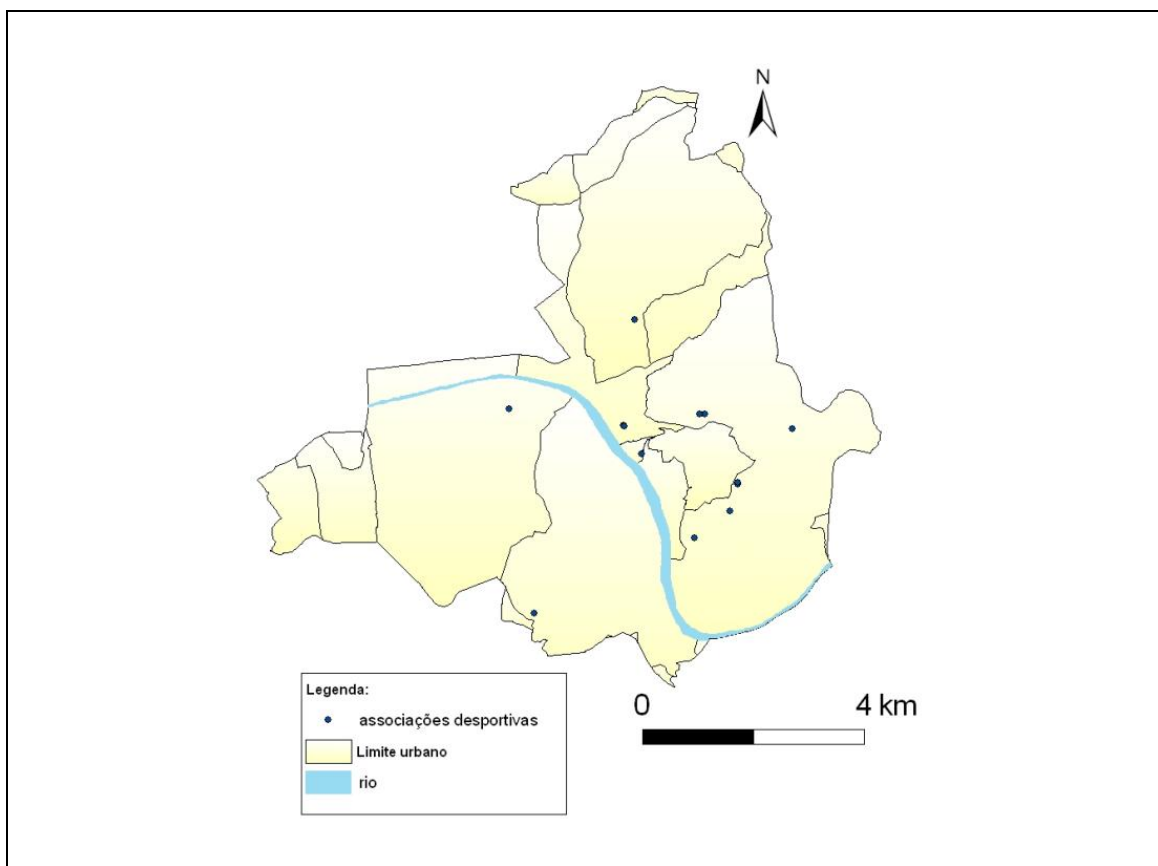 N
Legenda:
associações desportivas
Limite urbano
rio
0 4 km